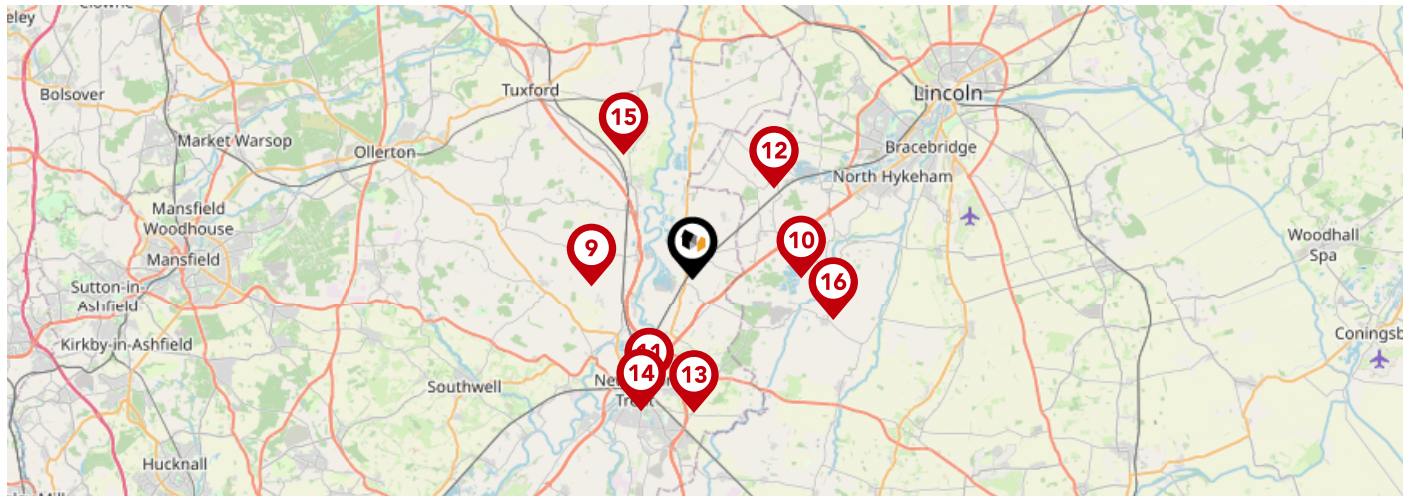 Tuxford
Lincoln
Bolsover
15
Market Warsop
12
Bracebridge
Ollerton
North Hykeham
Mansfield
Woodhouse
9
10
Woodhall
Spa
Mansfield
16
Sutton-in-
Ashfield
Kirkby-in-Ashfield
11
14
13
Southwell
Hucknall